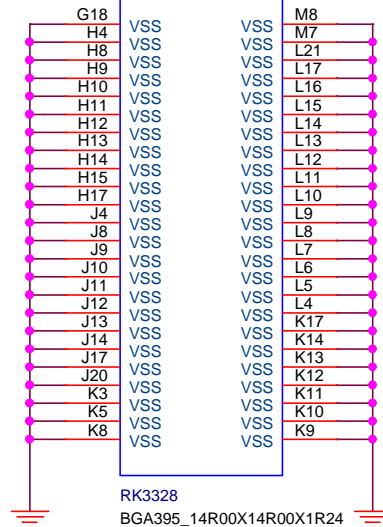 G18 VSS VSS M8
H4 VSS VSS M7
H8 VSS VSS L21
H9 VSS VSS L17
H10 VSS VSS L16
H11 VSS VSS L15
H12 VSS VSS L14
H13 VSS VSS L13
H14 VSS VSS L12
H15 VSS VSS L11
H17 VSS VSS L10
J4 VSS VSS L9
J8 VSS VSS L8
J9 VSS VSS L7
J10 VSS VSS L6
J11 VSS VSS L5
J12 VSS VSS L4
J13 VSS VSS K17
J14 VSS VSS K14
J17 VSS VSS K13
J20 VSS VSS K12
K3 VSS VSS K11
K5 VSS VSS K10
K8 VSS VSS K9
RK3328
BGA395_14R00X14R00X1R24